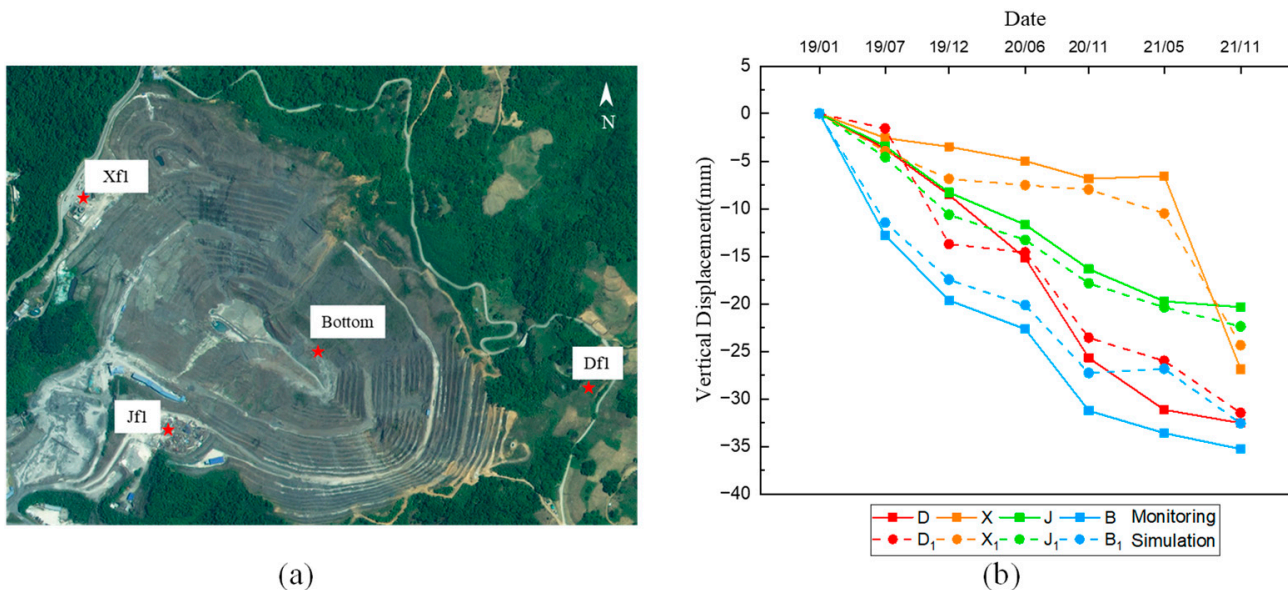 N
Xf1
Bottom
Df1
Jf1
(a)
Date
19/01 19/07 19/12 20/06 20/11 21/05 21/11
5
0
−5
−10
−15
−20
−25
−30
−35
−40
Vertical Displacement(mm)
D X J B Monitoring
D₁ X₁ J₁ B₁ Simulation
(b)